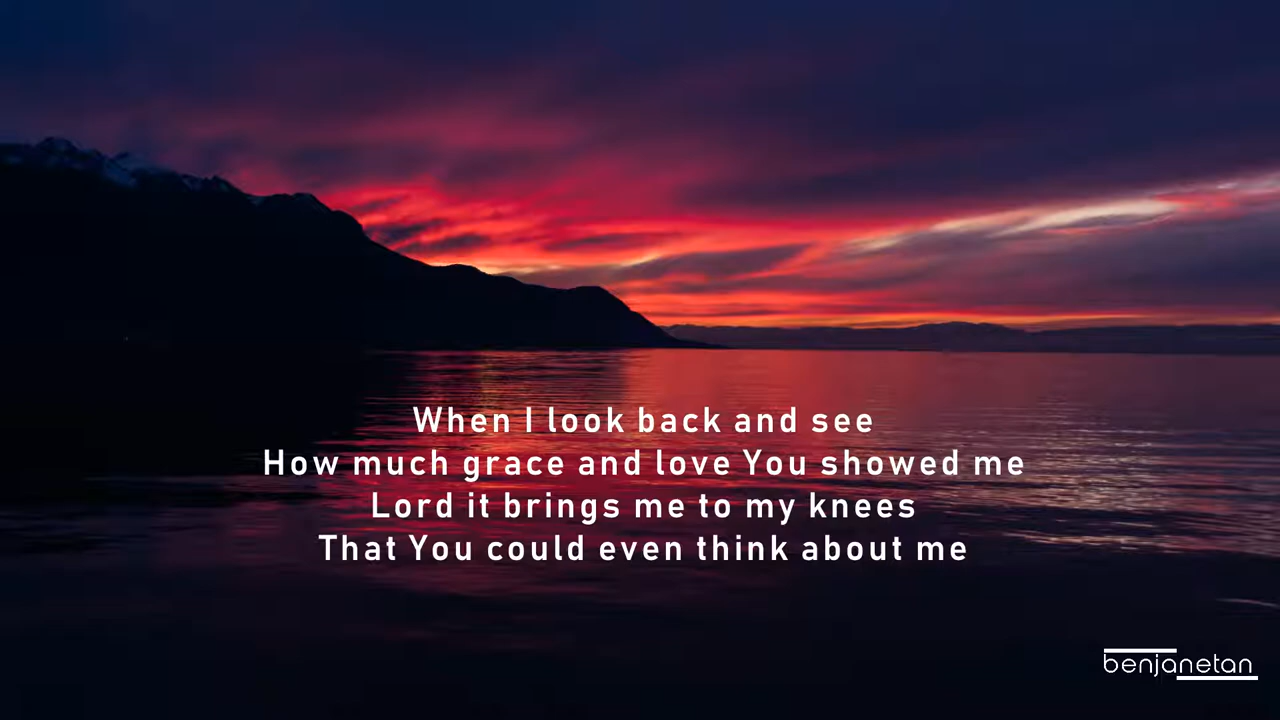 When I look back and see
How much grace and love You showed me
Lord it brings me to my knees
That You could even think about me
benjanetan